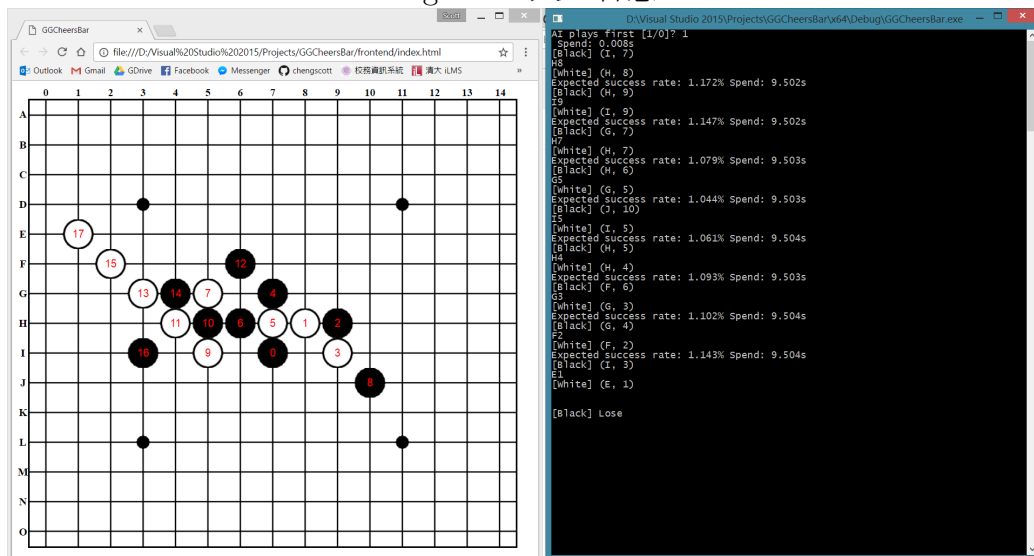 Scott
GGCheersBar
file:///D:/Visual%20Studio%202015/Projects/GGCheersBar/frontend/index.html
Outlook Gmail GDrive Facebook Messenger chengscott 校務資訊系統 清大 iLMS »
0 1 2 3 4 5 6 7 8 9 10 11 12 13 14
A
B
C
D
E 17
F 15 12
G 13 14 7 4
H 11 10 6 5 1 2
I 16 9 0 3
J 8
K
L
M
N
O
D:\Visual Studio 2015\Projects\GGCheersBar\x64\Debug\GGCheersBar.exe
AI plays first [1/0]? 1
Spend: 0.008s
[Black] (I, 7)
H8
[White] (H, 8)
Expected success rate: 1.172% Spend: 9.502s
[Black] (H, 9)
I9
[White] (I, 9)
Expected success rate: 1.147% Spend: 9.502s
[Black] (G, 7)
H7
[White] (H, 7)
Expected success rate: 1.079% Spend: 9.503s
[Black] (H, 6)
G5
[White] (G, 5)
Expected success rate: 1.044% Spend: 9.503s
[Black] (J, 10)
I5
[White] (I, 5)
Expected success rate: 1.061% Spend: 9.504s
[Black] (H, 5)
H4
[White] (H, 4)
Expected success rate: 1.093% Spend: 9.503s
[Black] (F, 6)
G3
[White] (G, 3)
Expected success rate: 1.102% Spend: 9.504s
[Black] (G, 4)
F2
[White] (F, 2)
Expected success rate: 1.143% Spend: 9.504s
[Black] (I, 3)
E1
[White] (E, 1)
[Black] Lose